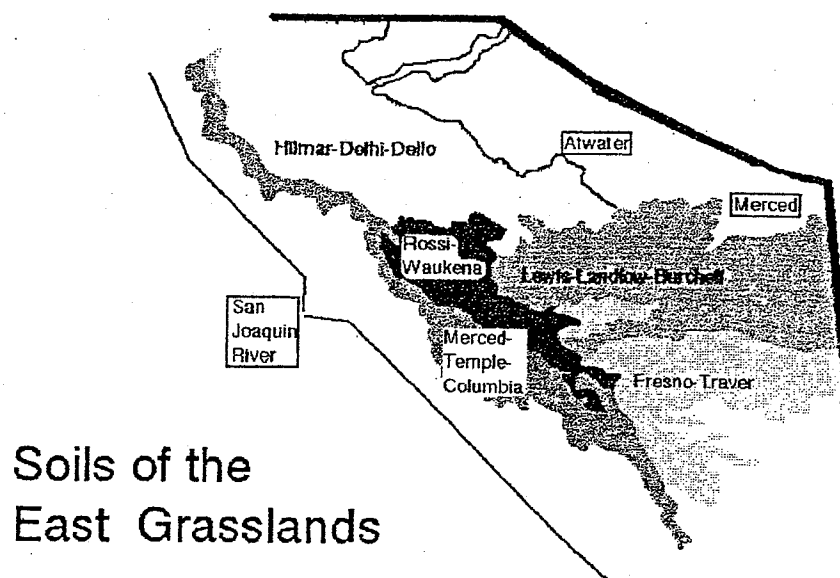 Hilmar-Delhi-Dello
Atwater
Merced
Rossi-
Waukena
Lewis-Landlow-Burchell
San
Joaquin
River
Merced-
Temple-
Columbia
Fresno-Traver
Soils of the
East Grasslands